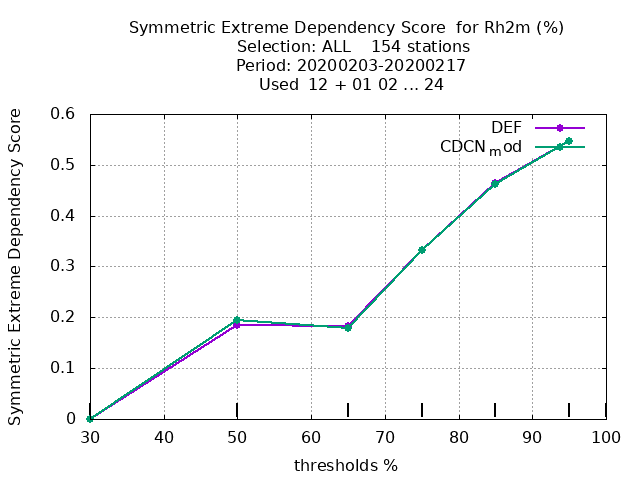 Symmetric Extreme Dependency Score  for Rh2m (%)
Selection: ALL    154 stations
Period: 20200203-20200217
Used  12 + 01 02 ... 24
Symmetric Extreme Dependency Score
DEF
CDCNmod
0.6
0.5
0.4
0.3
0.2
0.1
0
30 40 50 60 70 80 90 100
thresholds %